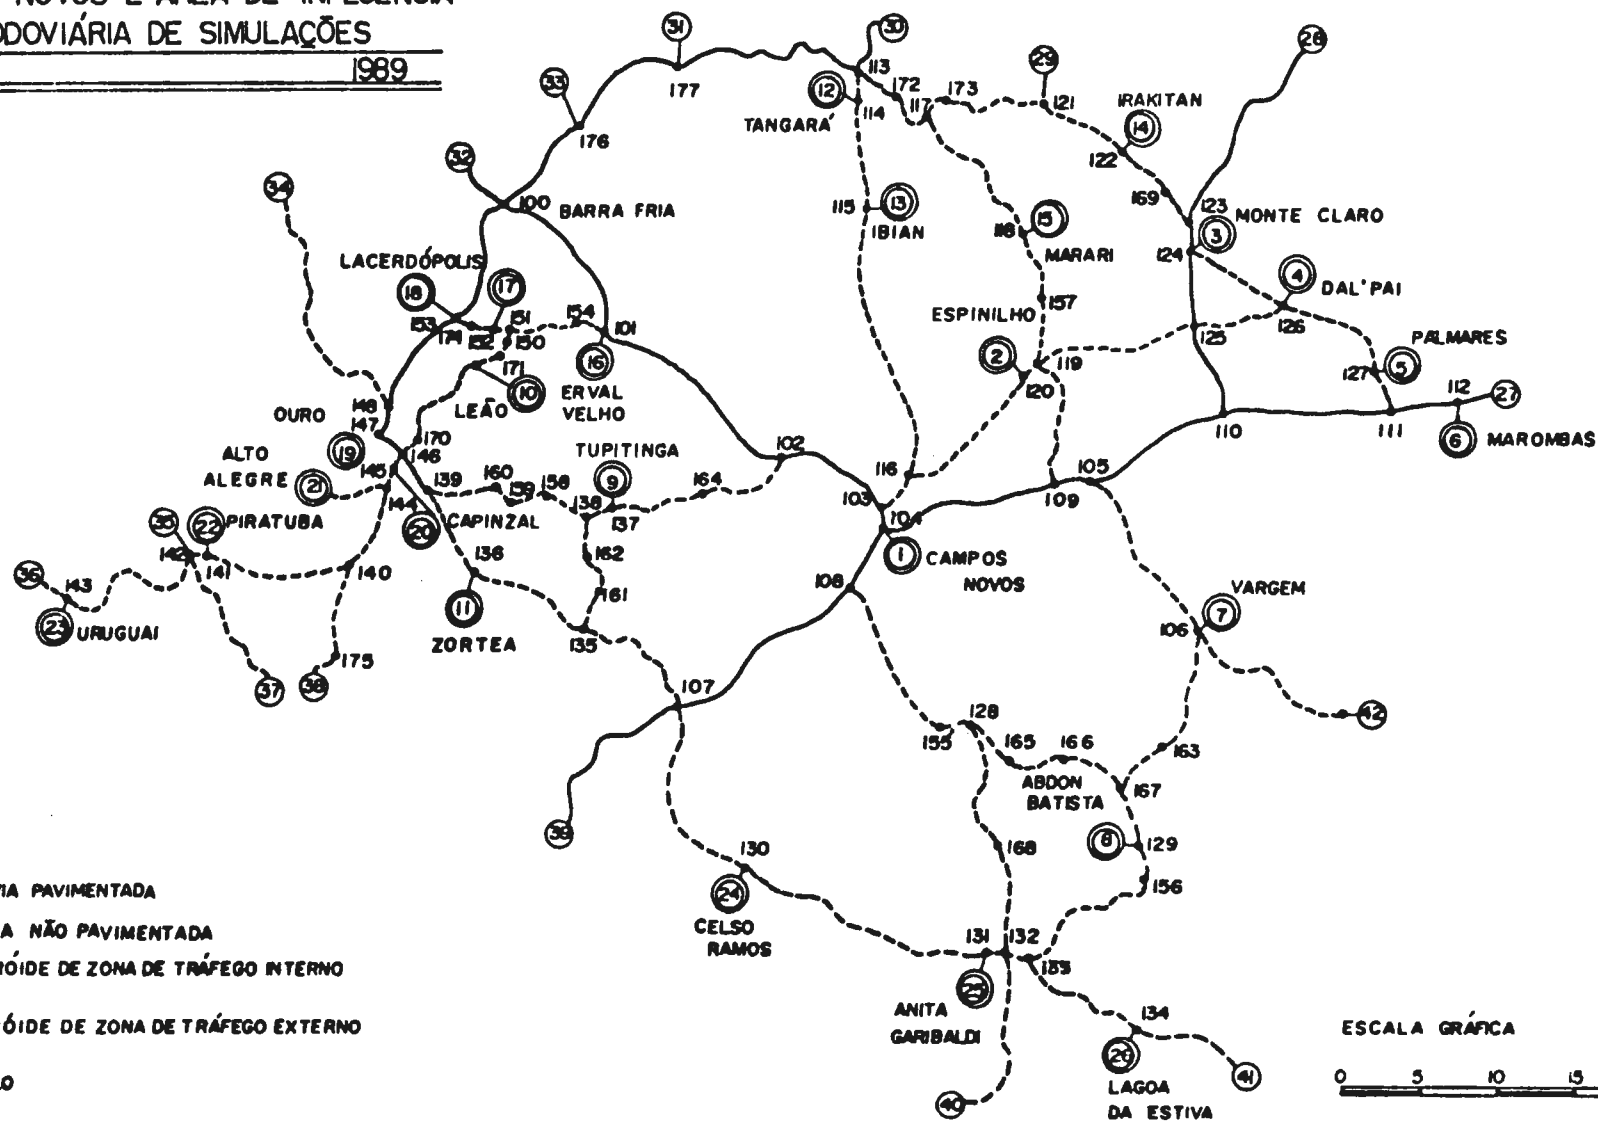 NOVOS E ÁREA DE INFLUÊNCIA
ODOVIÁRIA DE SIMULAÇÕES
1989
31
30
28
33
177
113
172
173
29
12
114
117
121
IRAKITAN
14
TANGARÁ
176
122
32
34
100
BARRA FRIA
115
13
IBIAN
118
15
MARARI
169
123
MONTE CLARO
3
124
LACERDÓPOLIS
18
17
4
DAL'PAI
157
126
153
174
152
151
150
154
101
ESPINILHO
2
119
120
125
PALMARES
127
5
171
10
LEÃO
16
ERVAL
VELHO
112
27
148
OURO
147
19
110
111
6
MAROMBAS
170
146
ALTO
ALEGRE
21
145
144
139
160
159
158
TUPITINGA
9
138
137
164
102
116
103
104
109
105
35
22
PIRATUBA
20
CAPINZAL
142
141
140
136
162
1
CAMPOS
NOVOS
36
143
23
URUGUAI
11
ZORTEA
161
135
108
VARGEM
7
106
175
37
38
107
42
128
155
165
166
163
ABDON
BATISTA
167
39
8
129
168
156
130
24
CELSO
RAMOS
131
132
133
25
ANITA
GARIBALDI
134
26
LAGOA
DA ESTIVA
40
41
IA PAVIMENTADA
A NÃO PAVIMENTADA
RÓIDE DE ZONA DE TRÁFEGO INTERNO
ÓIDE DE ZONA DE TRÁFEGO EXTERNO
O
ESCALA GRÁFICA
0 5 10 15